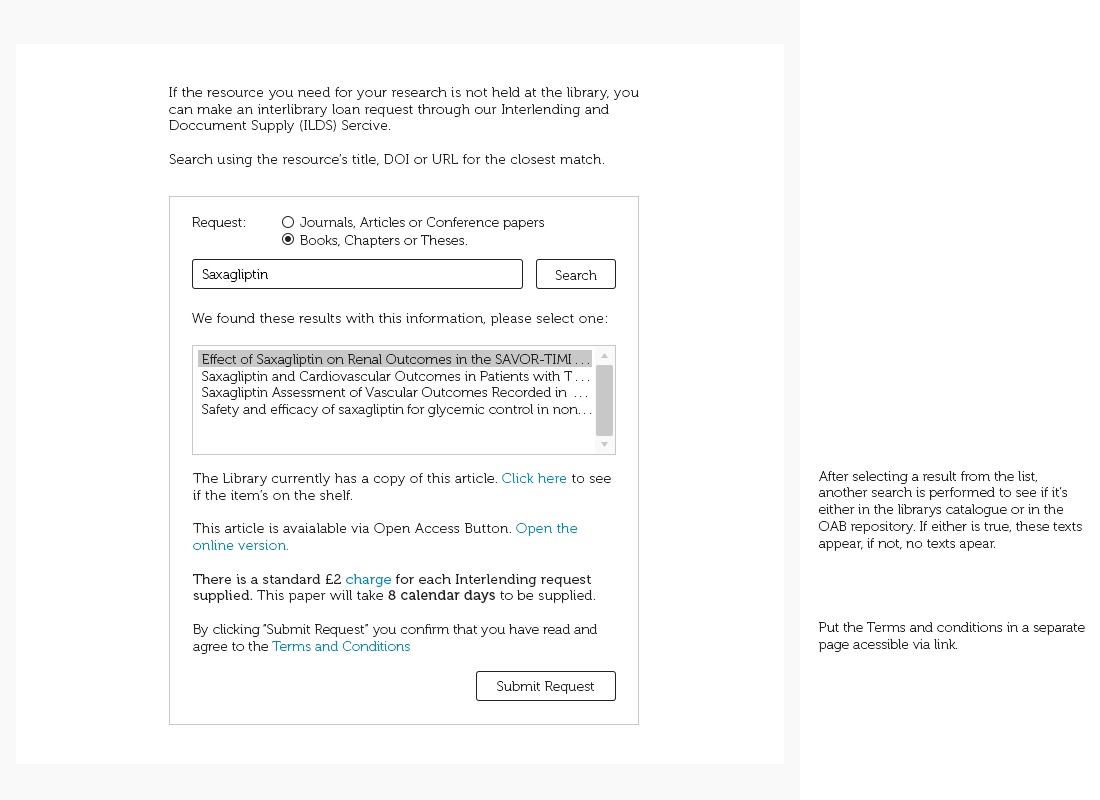 If the resource you need for your research is not held at the library, you
can make an interlibrary loan request through our Interlending and
Doccument Supply (ILDS) Sercive.
Search using the resource's title, DOI or URL for the closest match.
Request:
Journals, Articles or Conference papers
Books, Chapters or Theses.
Saxagliptin
Search
We found these results with this information, please select one:
Effect of Saxagliptin on Renal Outcomes in the SAVOR-TIMI ...
Saxagliptin and Cardiovascular Outcomes in Patients with T ...
Saxagliptin Assessment of Vascular Outcomes Recorded in ...
Safety and efficacy of saxagliptin for glycemic control in non...
The Library currently has a copy of this article. Click here to see
if the item's on the shelf.
This article is avaialable via Open Access Button. Open the
online version.
There is a standard £2 charge for each Interlending request
supplied. This paper will take 8 calendar days to be supplied.
By clicking "Submit Request" you confirm that you have read and
agree to the Terms and Conditions
Submit Request
After selecting a result from the list,
another search is performed to see if it's
either in the librarys catalogue or in the
OAB repository. If either is true, these texts
appear, if not, no texts apear.
Put the Terms and conditions in a separate
page acessible via link.